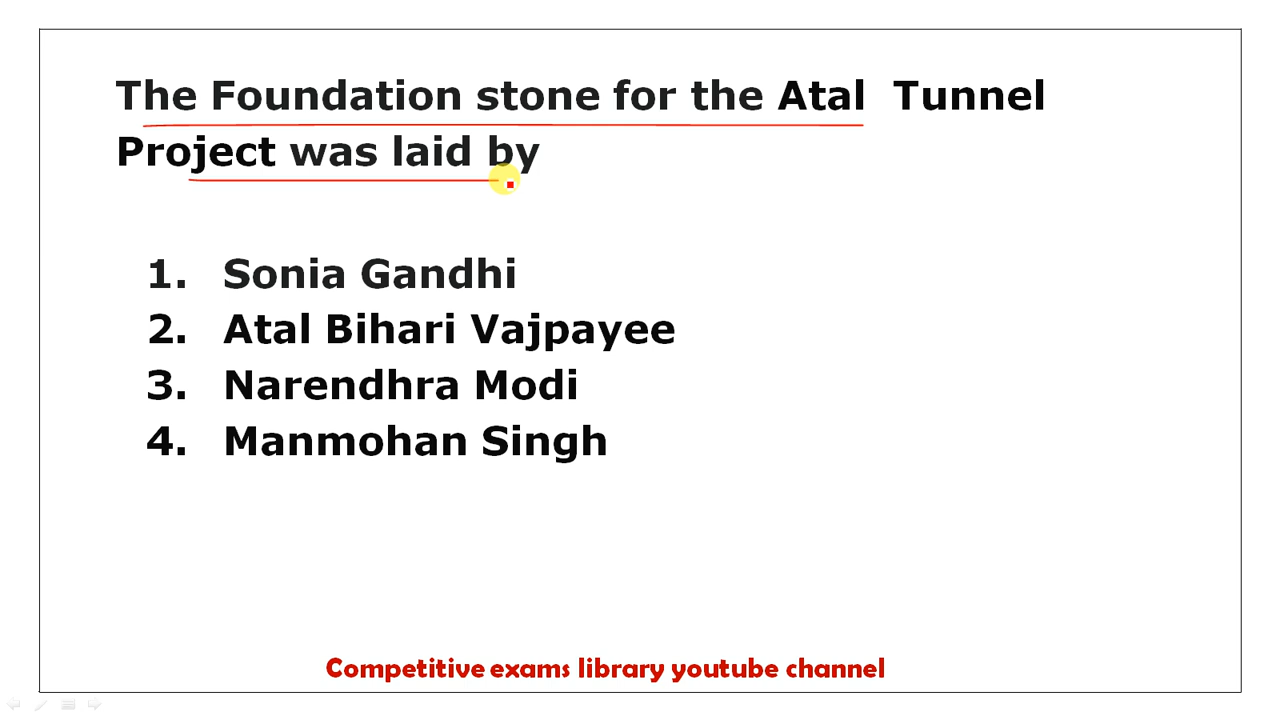 The Foundation stone for the Atal Tunnel
Project was laid by
1. Sonia Gandhi
2. Atal Bihari Vajpayee
3. Narendhra Modi
4. Manmohan Singh
Competitive exams library youtube channel